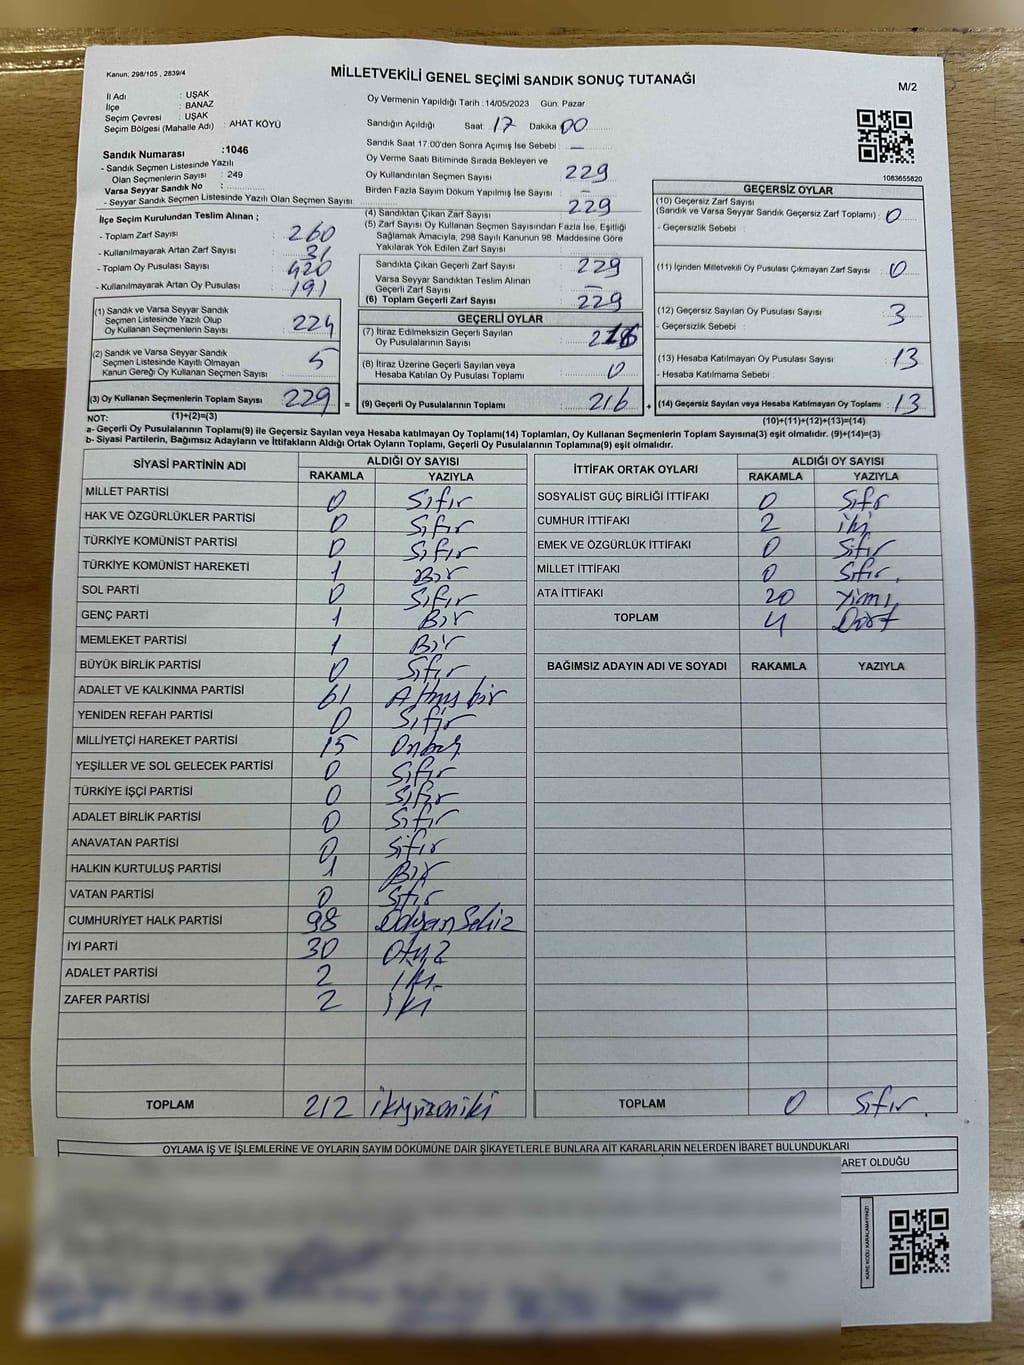 Kanun: 298/105 , 2839/4
MİLLETVEKİLİ GENEL SEÇİMİ SANDIK SONUÇ TUTANAĞI
M/2
İl Adı : UŞAK
İlçe : BANAZ
Seçim Çevresi : UŞAK
Seçim Bölgesi (Mahalle Adı) : AHAT KÖYÜ
Sandık Numarası :1046
- Sandık Seçmen Listesinde Yazılı
Olan Seçmenlerin Sayısı : 249
Varsa Seyyar Sandık No :
- Seyyar Sandık Seçmen Listesinde Yazılı Olan Seçmen Sayısı:
Oy Vermenin Yapıldığı Tarih :14/05/2023 Gün: Pazar
Sandığın Açıldığı Saat: 17 Dakika 00
Sandık Saat 17.00'den Sonra Açımış İse Sebebi : —
Oy Verme Saati Bitiminde Sırada Bekleyen ve
Oy Kullandırılan Seçmen Sayısı : 229
Birden Fazla Sayım Döküm Yapılmış İse Sayısı : —
1083655820
İlçe Seçim Kurulundan Teslim Alınan ;
- Toplam Zarf Sayısı : 260
- Kullanılmayarak Artan Zarf Sayısı : 31
- Toplam Oy Pusulası Sayısı : 420
- Kullanılmayarak Artan Oy Pusulası : 191
(1) Sandık ve Varsa Seyyar Sandık
Seçmen Listesinde Yazılı Olup
Oy Kullanan Seçmenlerin Sayısı : 224
(2) Sandık ve Varsa Seyyar Sandık
Seçmen Listesinde Kayıtlı Olmayan
Kanun Gereği Oy Kullanan Seçmen Sayısı : 5
(3) Oy Kullanan Seçmenlerin Toplam Sayısı : 229
(4) Sandıktan Çıkan Zarf Sayısı : 229
(5) Zarf Sayısı Oy Kullanan Seçmen Sayısından Fazla İse, Eşitliği
Sağlamak Amacıyla, 298 Sayılı Kanunun 98. Maddesine Göre
Yakılarak Yok Edilen Zarf Sayısı :
Sandıkta Çıkan Geçerli Zarf Sayısı : 229
Varsa Seyyar Sandıktan Teslim Alınan
Geçerli Zarf Sayısı : —
(6) Toplam Geçerli Zarf Sayısı : 229
GEÇERLİ OYLAR
(7) İtiraz Edilmeksizin Geçerli Sayılan
Oy Pusulalarının Sayısı : 216
(8) İtiraz Üzerine Geçerli Sayılan veya
Hesaba Katılan Oy Pusulası Toplamı : 0
= (9) Geçerli Oy Pusulalarının Toplamı : 216
GEÇERSİZ OYLAR
(10) Geçersiz Zarf Sayısı
(Sandık ve Varsa Seyyar Sandık Geçersiz Zarf Toplamı) : 0
- Geçersizlik Sebebi :
(11) İçinden Milletvekili Oy Pusulası Çıkmayan Zarf Sayısı : 0
(12) Geçersiz Sayılan Oy Pusulası Sayısı : 3
- Geçersizlik Sebebi :
(13) Hesaba Katılmayan Oy Pusulası Sayısı : 13
- Hesaba Katılmama Sebebi :
+ (14) Geçersiz Sayılan veya Hesaba Katılmayan Oy Toplamı : 13
NOT: (1)+(2)=(3)
(10)+(11)+(12)+(13)=(14)
a- Geçerli Oy Pusulaları Toplamı(9) ile Geçersiz Sayılan veya Hesaba katılmayan Oy Toplamı(14) Toplamları, Oy Kullanan Seçmenlerin Toplam Sayısına(3) eşit olmalıdır. (9)+(14)=(3)
b- Siyasi Partilerin, Bağımsız Adayların ve İttifakların Aldığı Ortak Oyların Toplamı, Geçerli Oy Pusulalarının Toplamına(9) eşit olmalıdır.
SİYASİ PARTİNİN ADI ALDIĞI OY SAYISI
RAKAMLA YAZIYLA
MİLLET PARTİSİ 0 Sıfır
HAK VE ÖZGÜRLÜKLER PARTİSİ 0 Sıfır
TÜRKİYE KOMÜNİST PARTİSİ 0 Sıfır
TÜRKİYE KOMÜNİST HAREKETİ 1 Bir
SOL PARTİ 0 Sıfır
GENÇ PARTİ 1 Bir
MEMLEKET PARTİSİ 1 Bir
BÜYÜK BİRLİK PARTİSİ 0 Sıfır
ADALET VE KALKINMA PARTİSİ 61 Altmış bir
YENİDEN REFAH PARTİSİ 0 Sıfır
MİLLİYETÇİ HAREKET PARTİSİ 15 Onbeş
YEŞİLLER VE SOL GELECEK PARTİSİ 0 Sıfır
TÜRKİYE İŞÇİ PARTİSİ 0 Sıfır
ADALET BİRLİK PARTİSİ 0 Sıfır
ANAVATAN PARTİSİ 0 Sıfır
HALKIN KURTULUŞ PARTİSİ 1 Bir
VATAN PARTİSİ 0 Sıfır
CUMHURİYET HALK PARTİSİ 98 Doksan Sekiz
İYİ PARTİ 30 Otuz
ADALET PARTİSİ 2 İki
ZAFER PARTİSİ 2 İki
TOPLAM 212 ikiyüzoniki
İTTİFAK ORTAK OYLARI ALDIĞI OY SAYISI
RAKAMLA YAZIYLA
SOSYALİST GÜÇ BİRLİĞİ İTTİFAKI 0 Sıfır
CUMHUR İTTİFAKI 2 iki
EMEK VE ÖZGÜRLÜK İTTİFAKI 0 Sıfır
MİLLET İTTİFAKI 0 Sıfır.
ATA İTTİFAKI 20 Yirmi
TOPLAM 4 Dört
BAĞIMSIZ ADAYIN ADI VE SOYADI RAKAMLA YAZIYLA
TOPLAM 0 Sıfır.
OYLAMA İŞ VE İŞLEMLERİNE VE OYLARIN SAYIM DÖKÜMÜNE DAİR ŞİKAYETLERLE BUNLARA AİT KARARLARIN NELERDEN İBARET BULUNDUKLARI
ARET OLDUĞU
KARE KODU KARALAMAYINIZ!